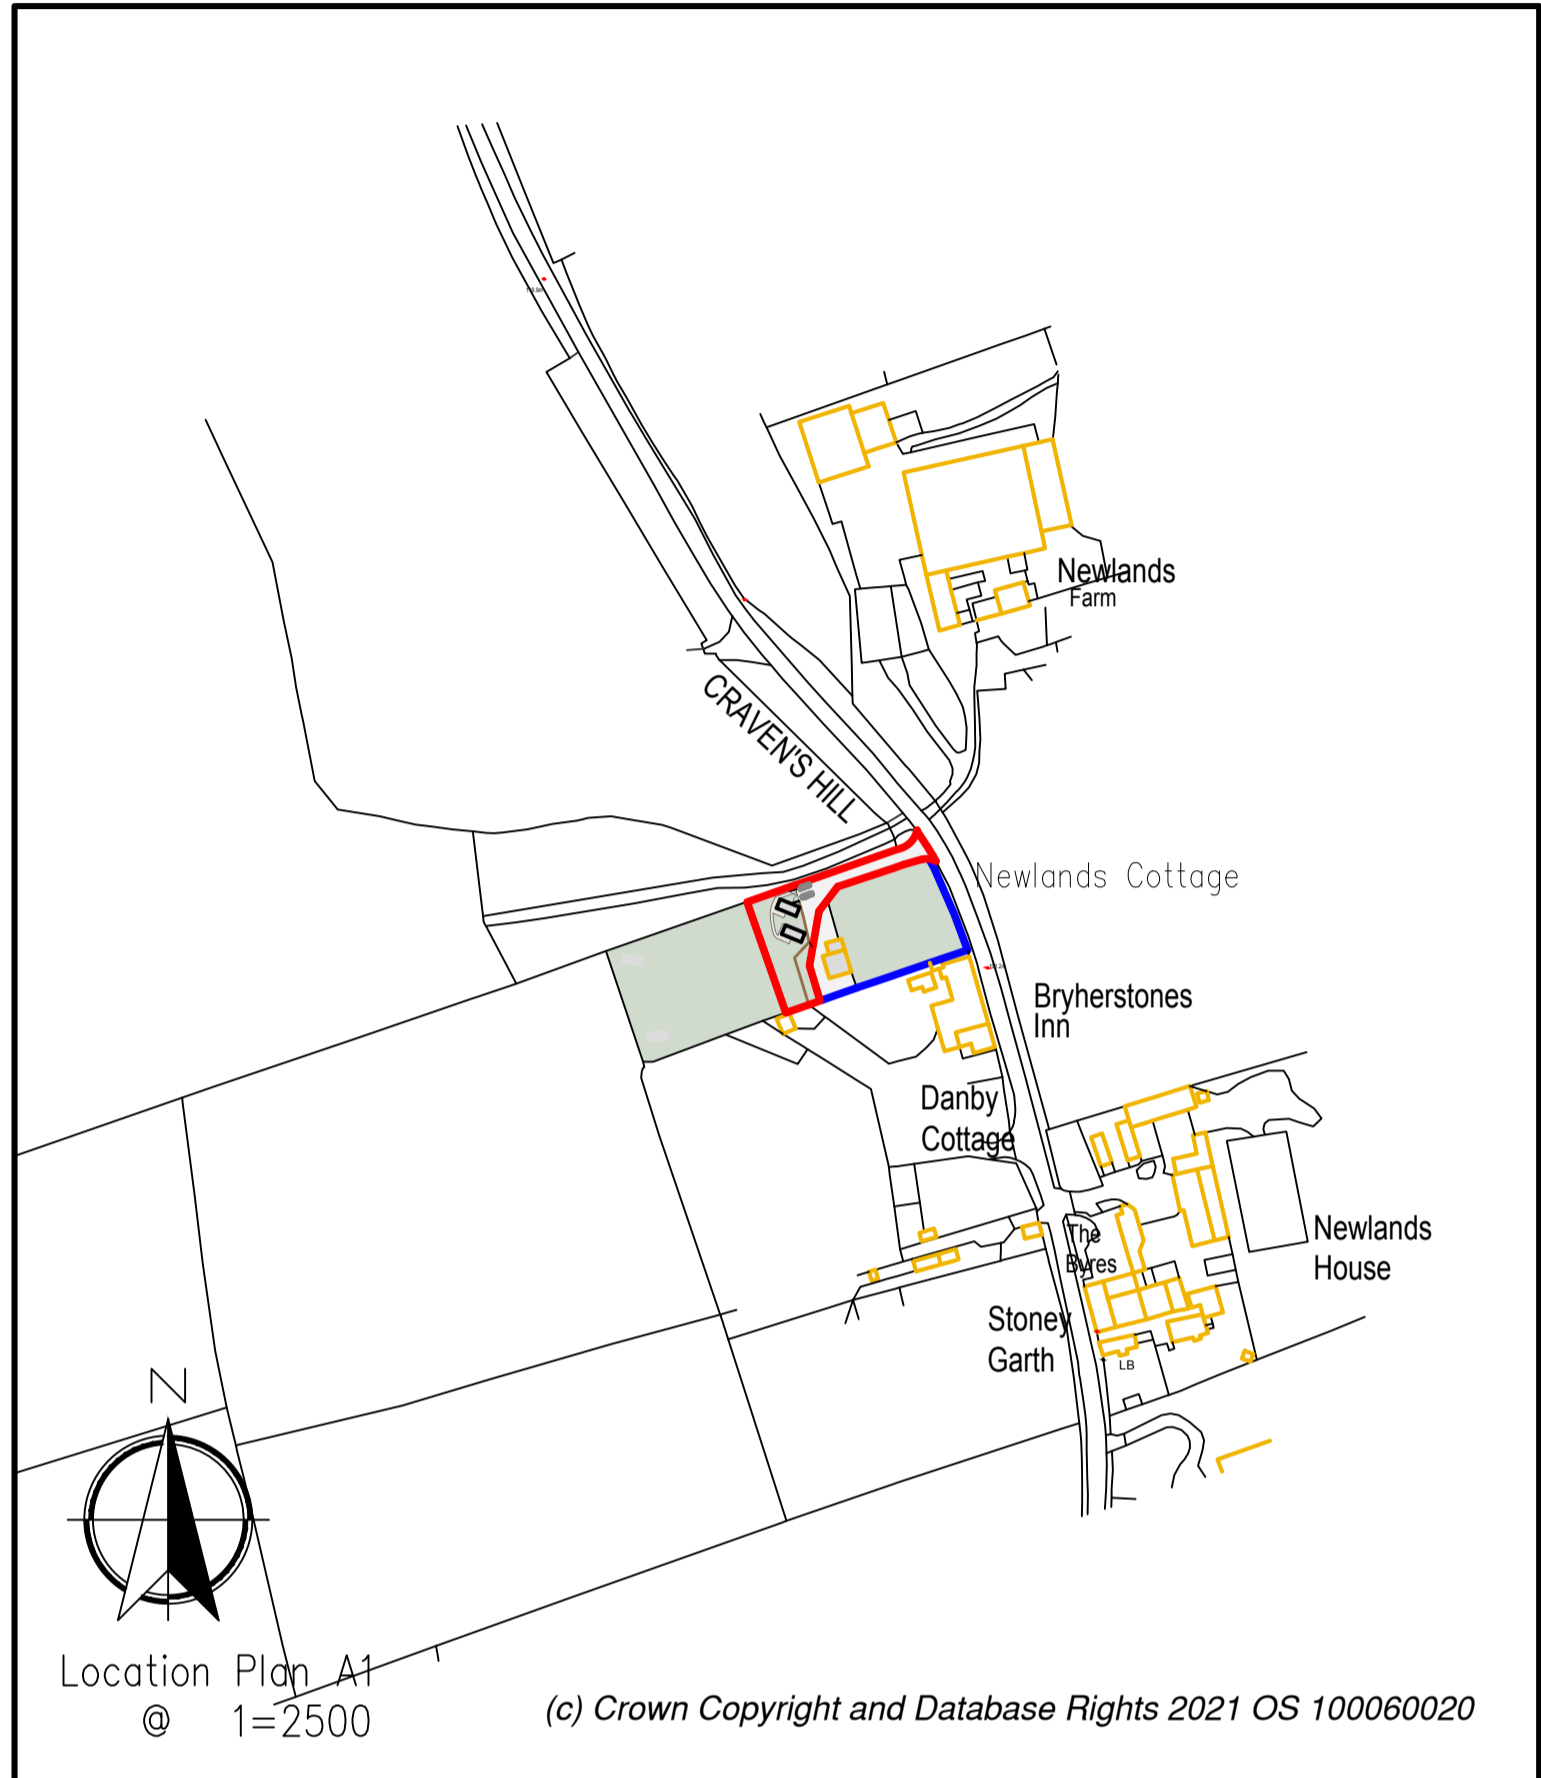 Newlands
Farm
CRAVEN'S HILL
Newlands Cottage
Bryherstones
Inn
Danby
Cottage
The
Byres
Newlands
House
Stoney
Garth
LB
N
Location Plan A1
@ 1=2500
(c) Crown Copyright and Database Rights 2021 OS 100060020